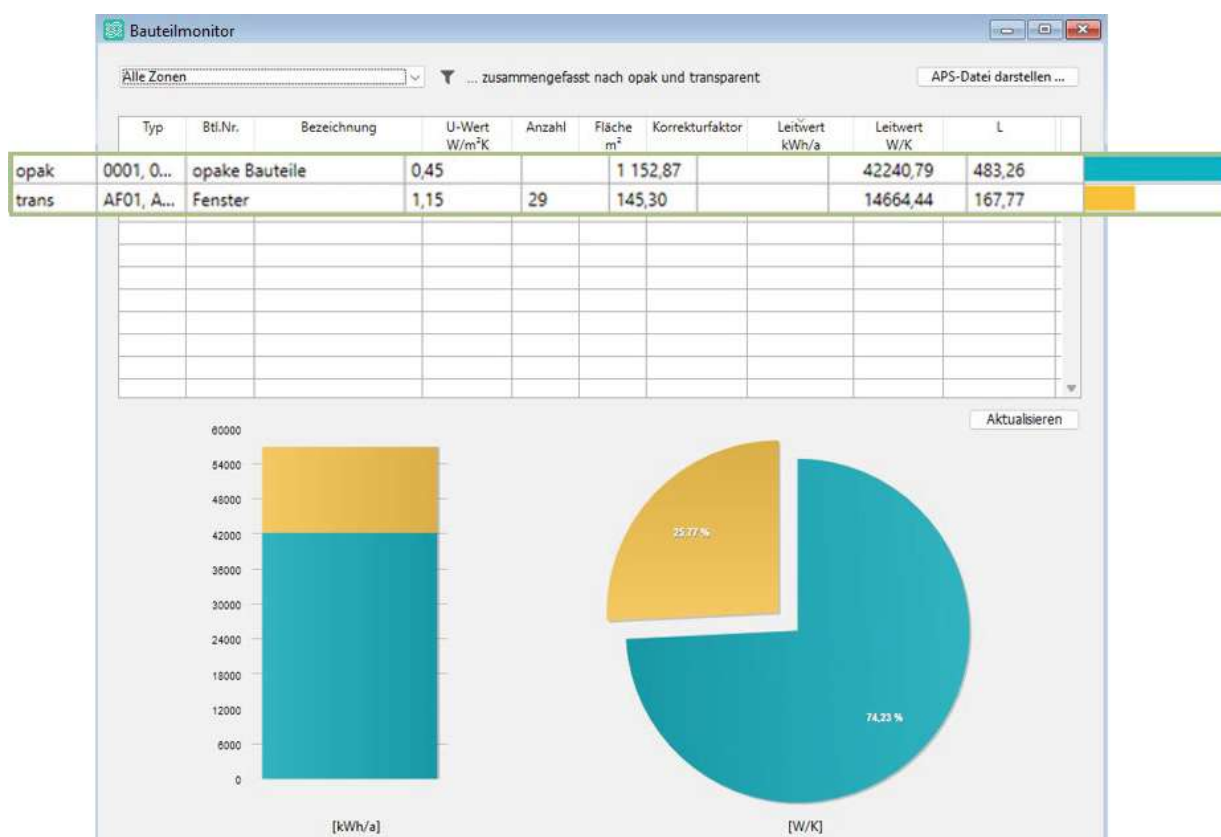 Bauteilmonitor
Alle Zonen ... zusammengefasst nach opak und transparent APS-Datei darstellen ...
Typ Btl.Nr. Bezeichnung U-Wert Anzahl Fläche Korrekturfaktor Leitwert Leitwert L
W/m²K m² kWh/a W/K
opak 0001, 0... opake Bauteile 0,45 1 152,87 42240,79 483,26
trans AF01, A... Fenster 1,15 29 145,30 14664,44 167,77
Aktualisieren
60000
54000
48000
42000
36000
30000
24000
18000
12000
6000
0
[kWh/a]
25,77 %
74,23 %
[W/K]